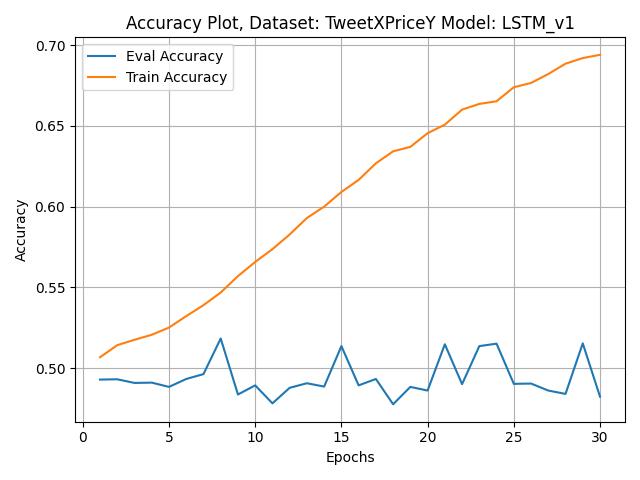 Accuracy Plot, Dataset: TweetXPriceY Model: LSTM_v1
Eval Accuracy
Train Accuracy
0.70
0.65
0.60
0.55
0.50
Accuracy
0 5 10 15 20 25 30
Epochs